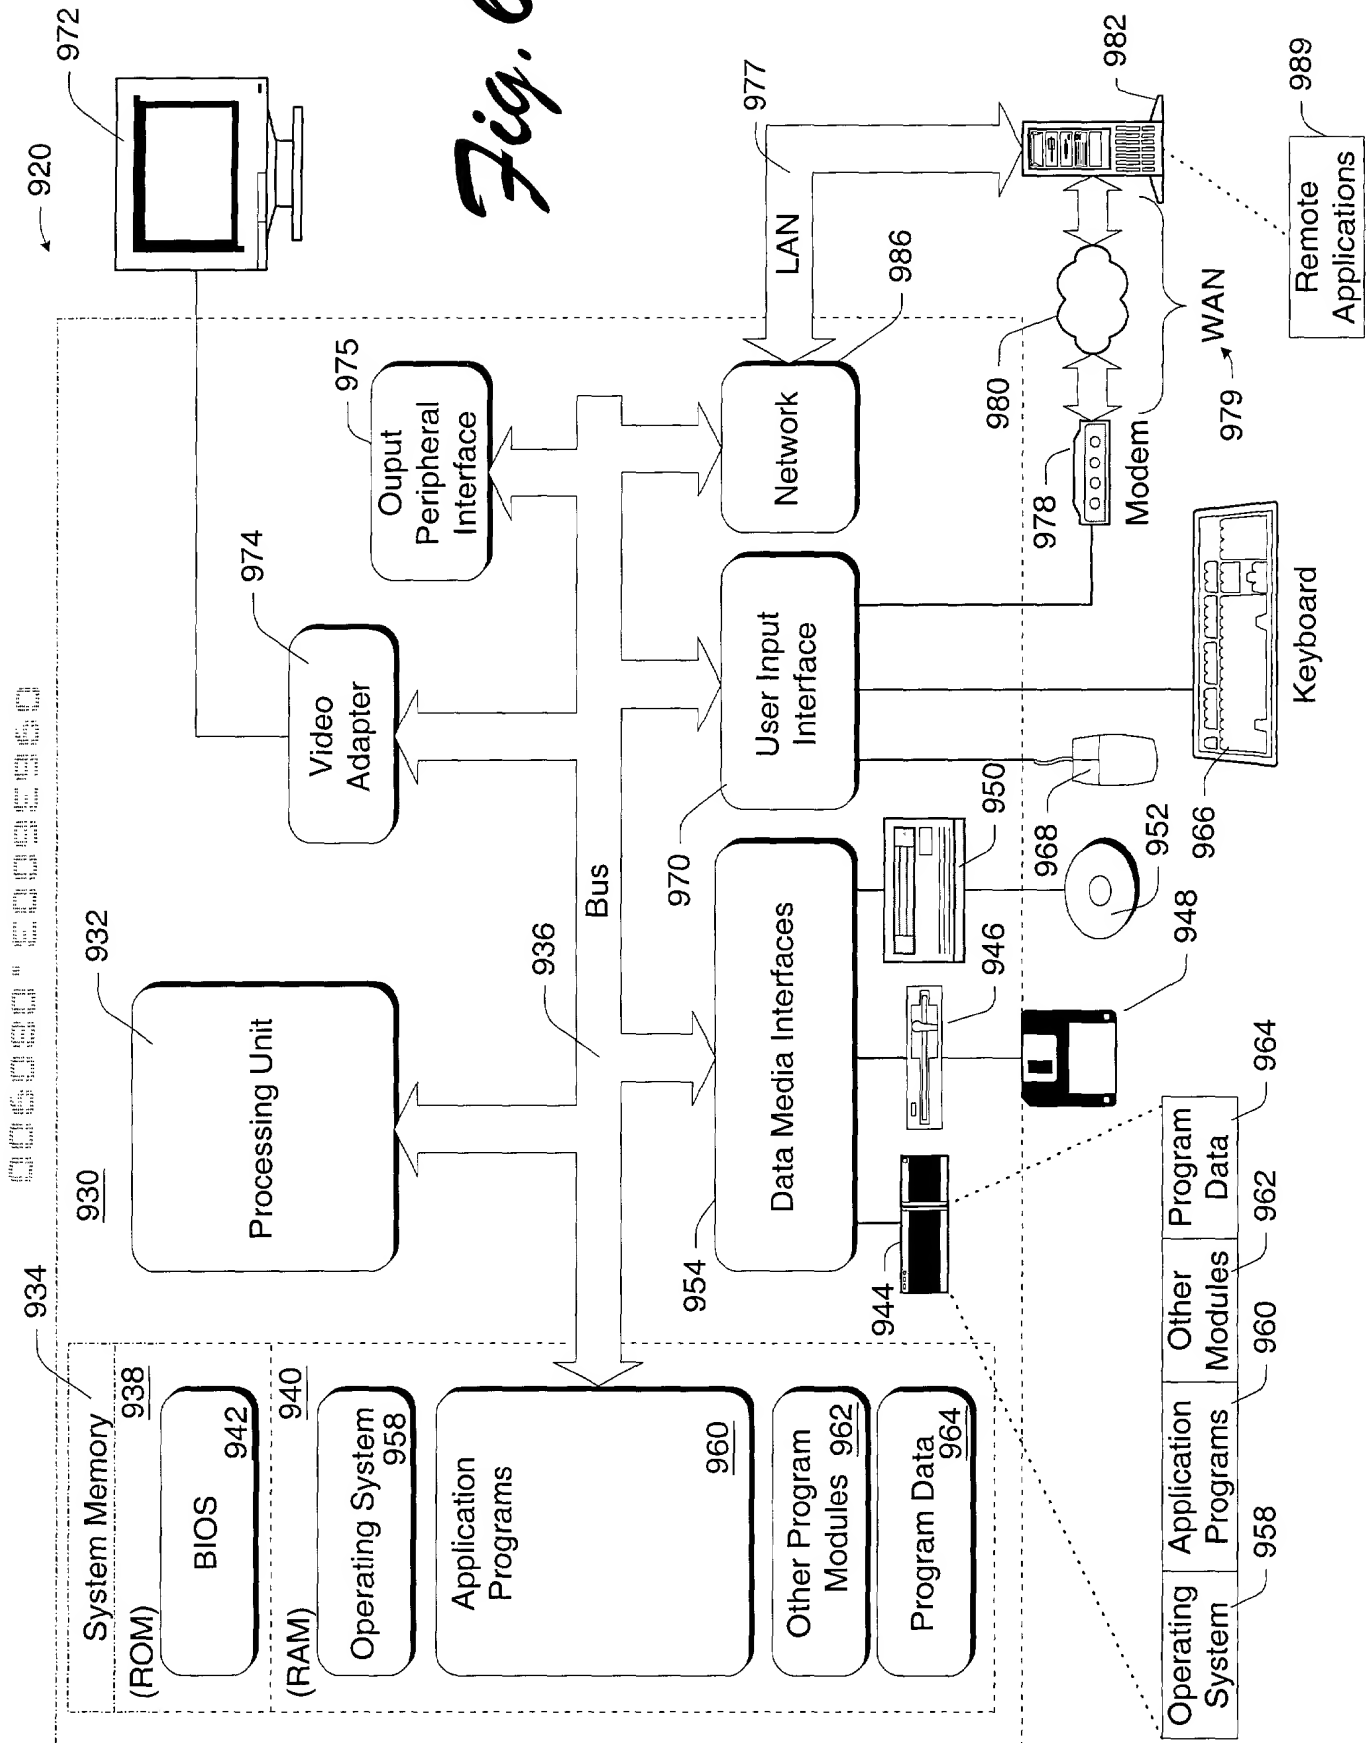 934
930
932
920
972
System Memory
(ROM)
938
BIOS
942
(RAM)
940
Operating System
958
Application
Programs
960
Other Program
Modules
962
Program Data
964
Processing Unit
936
Bus
Video
Adapter
974
Ouput
Peripheral
Interface
975
Fig.
954
Data Media Interfaces
970
User Input
Interface
Network
986
LAN
977
944
946
950
948
952
968
966
Keyboard
978
Modem
980
979
WAN
982
Remote
Applications
989
Operating
System
958
Application
Programs
960
Other
Modules
962
Program
Data
964